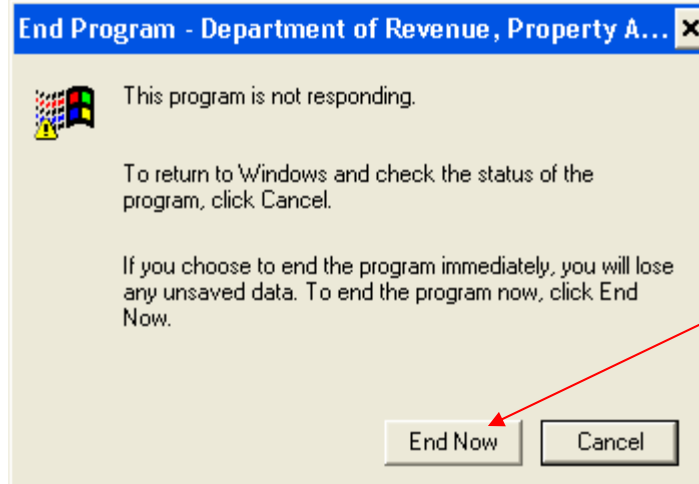 End Program - Department of Revenue, Property A...
This program is not responding.
To return to Windows and check the status of the
program, click Cancel.
If you choose to end the program immediately, you will lose
any unsaved data. To end the program now, click End
Now.
End Now
Cancel